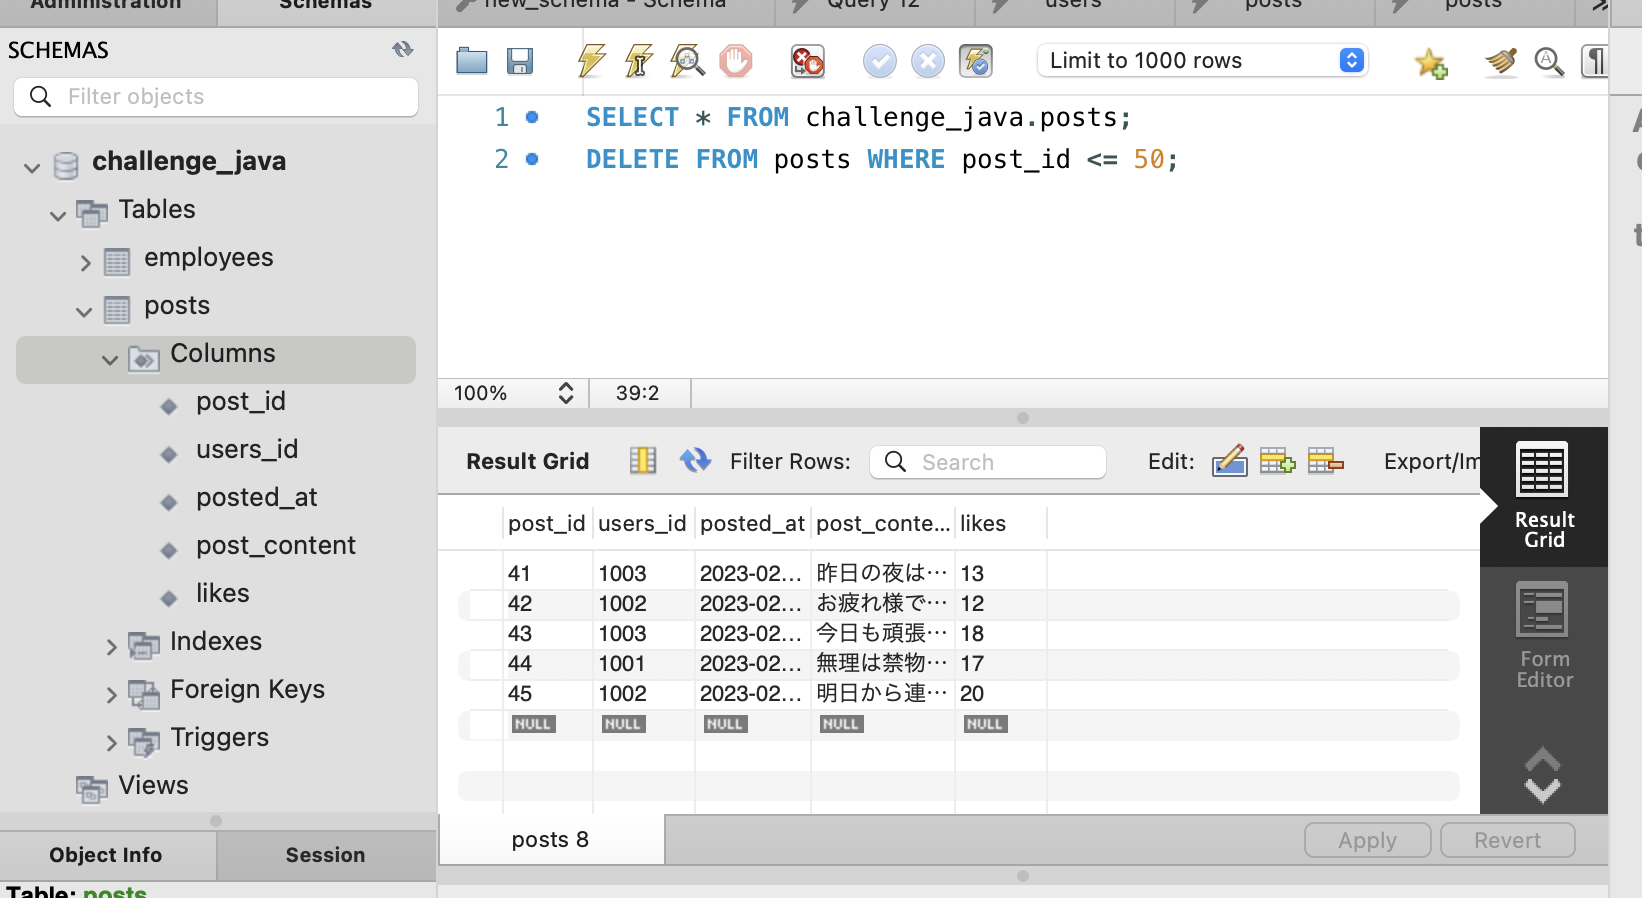 Administration
Schemas
new_schema - Schema
Query 12
users
posts
posts
SCHEMAS
Filter objects
Limit to 1000 rows
1 SELECT * FROM challenge_java.posts;
2 DELETE FROM posts WHERE post_id <= 50;
challenge_java
Tables
employees
posts
Columns
post_id
users_id
posted_at
post_content
likes
Indexes
Foreign Keys
Triggers
Views
100% 39:2
Result Grid Filter Rows: Search Edit: Export/Im
post_id users_id posted_at post_conte... likes
41 1003 2023-02... 昨日の夜は… 13
42 1002 2023-02... お疲れ様で… 12
43 1003 2023-02... 今日も頑張… 18
44 1001 2023-02... 無理は禁物… 17
45 1002 2023-02... 明日から連… 20
NULL NULL NULL NULL NULL
Result
Grid
Form
Editor
posts 8
Apply Revert
Object Info Session
Table: posts